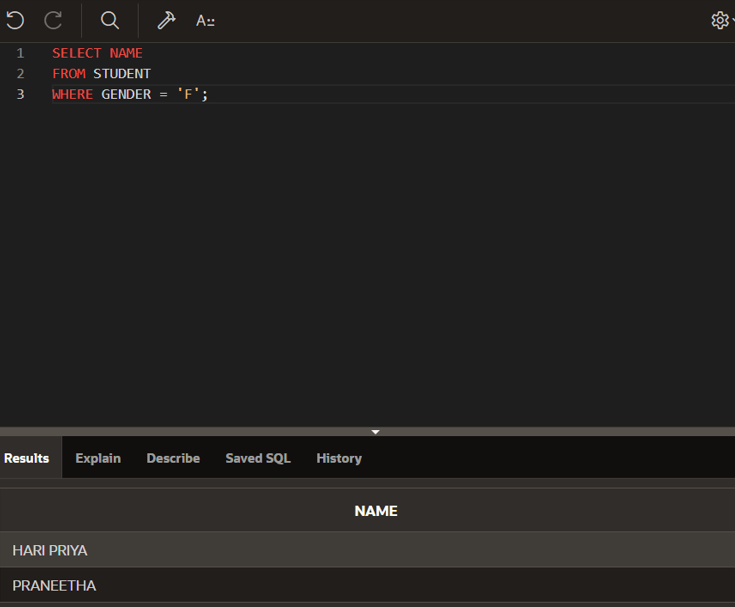 A::
1 SELECT NAME
2 FROM STUDENT
3 WHERE GENDER = 'F';
Results Explain Describe Saved SQL History
NAME
HARI PRIYA
PRANEETHA